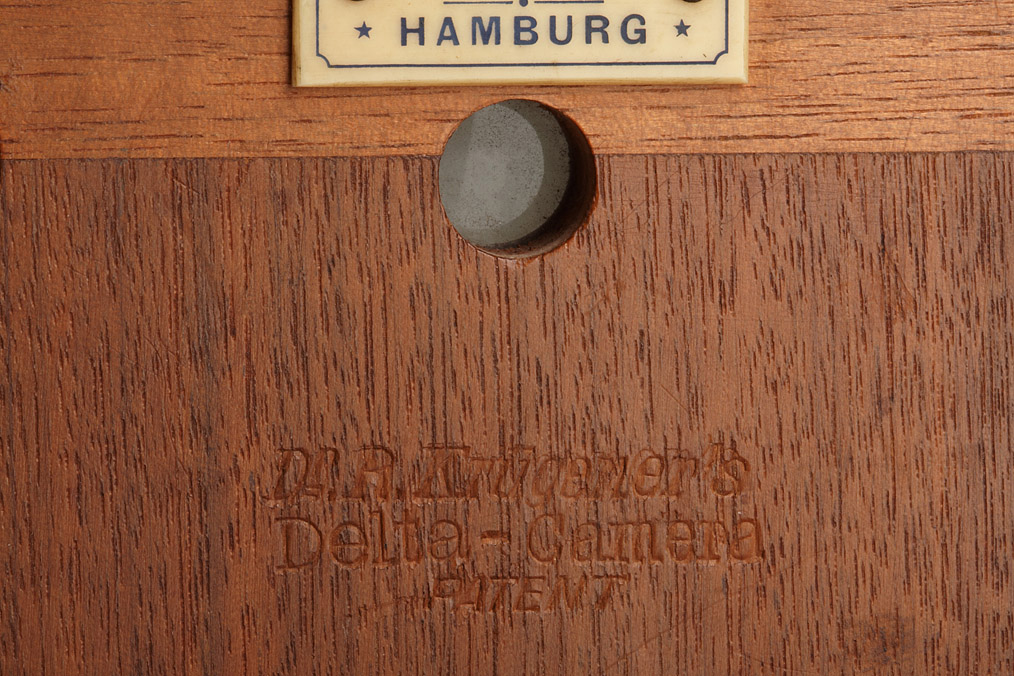 ★ HAMBURG ★
Dr. R. Krügener's
Delta-Camera
PATENT